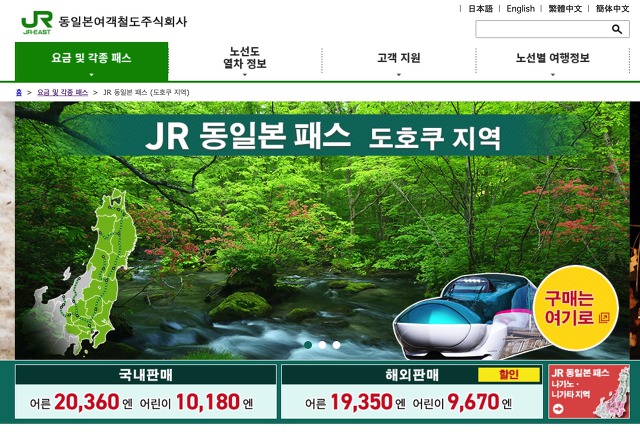 日本語 | English | 繁體中文 | 简体中文
JR
JR-EAST
동일본여객철도주식회사
요금 및 각종 패스
노선도
열차 정보
고객 지원
노선별 여행정보
홈 > 요금 및 각종 패스 > JR 동일본 패스 (도호쿠 지역)
JR 동일본 패스 도호쿠 지역
구매는
여기로
국내판매
어른 20,360 엔 어린이 10,180 엔
해외판매 할인
어른 19,350 엔 어린이 9,670 엔
JR 동일본 패스
나가노·
니가타 지역